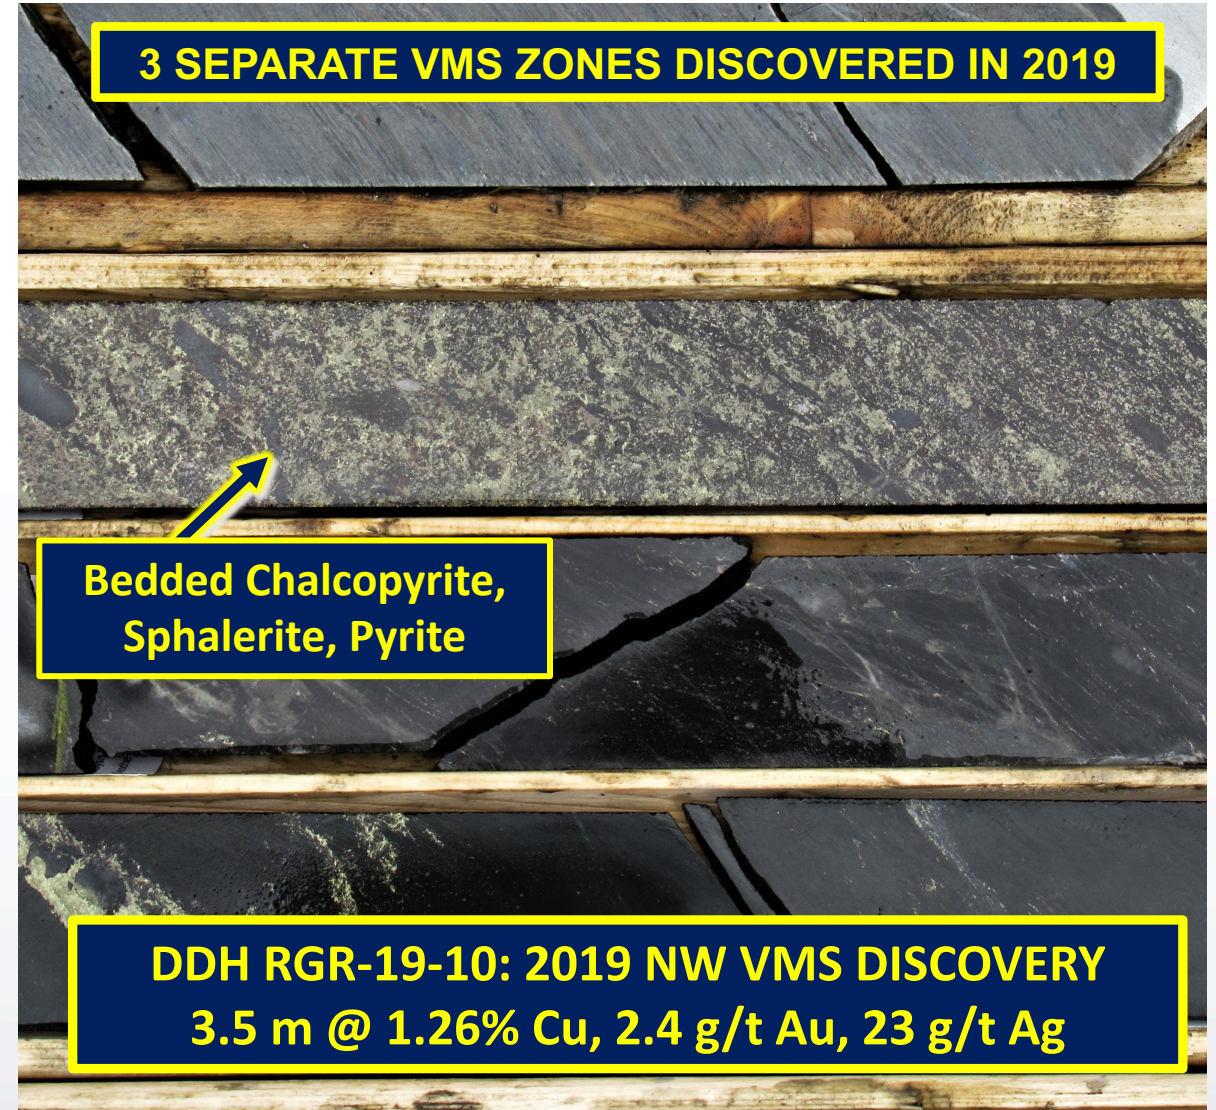 3 SEPARATE VMS ZONES DISCOVERED IN 2019
Bedded Chalcopyrite,
Sphalerite, Pyrite
DDH RGR-19-10: 2019 NW VMS DISCOVERY
3.5 m @ 1.26% Cu, 2.4 g/t Au, 23 g/t Ag